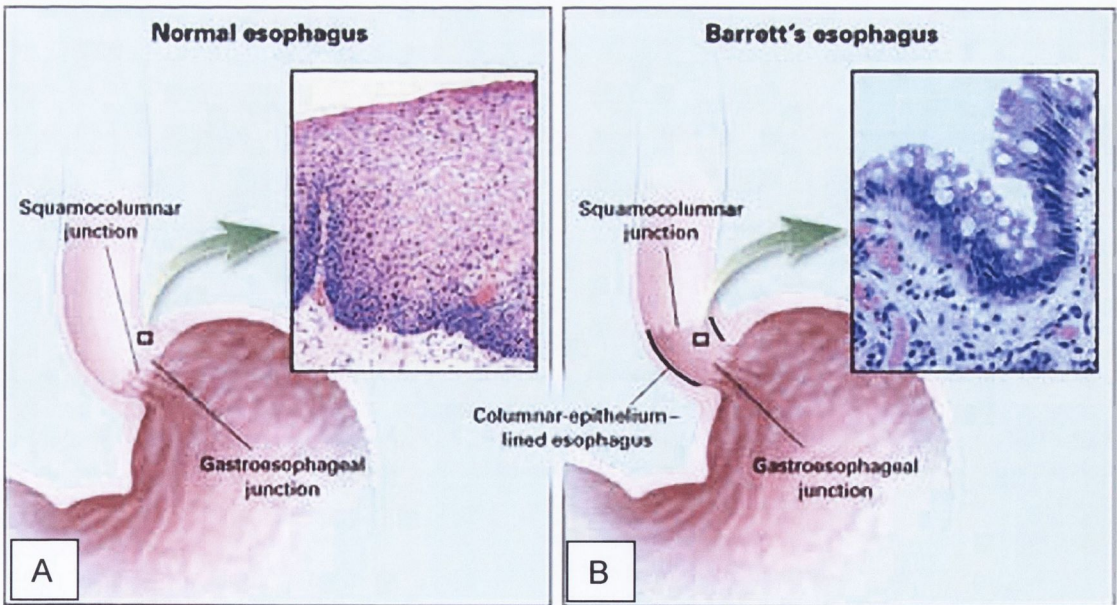 Normal esophagus
Squamocolumnar
junction
Gastroesophageal
junction
A
Barrett's esophagus
Squamocolumnar
junction
Columnar-epithelium–
lined esophagus
Gastroesophageal
junction
B